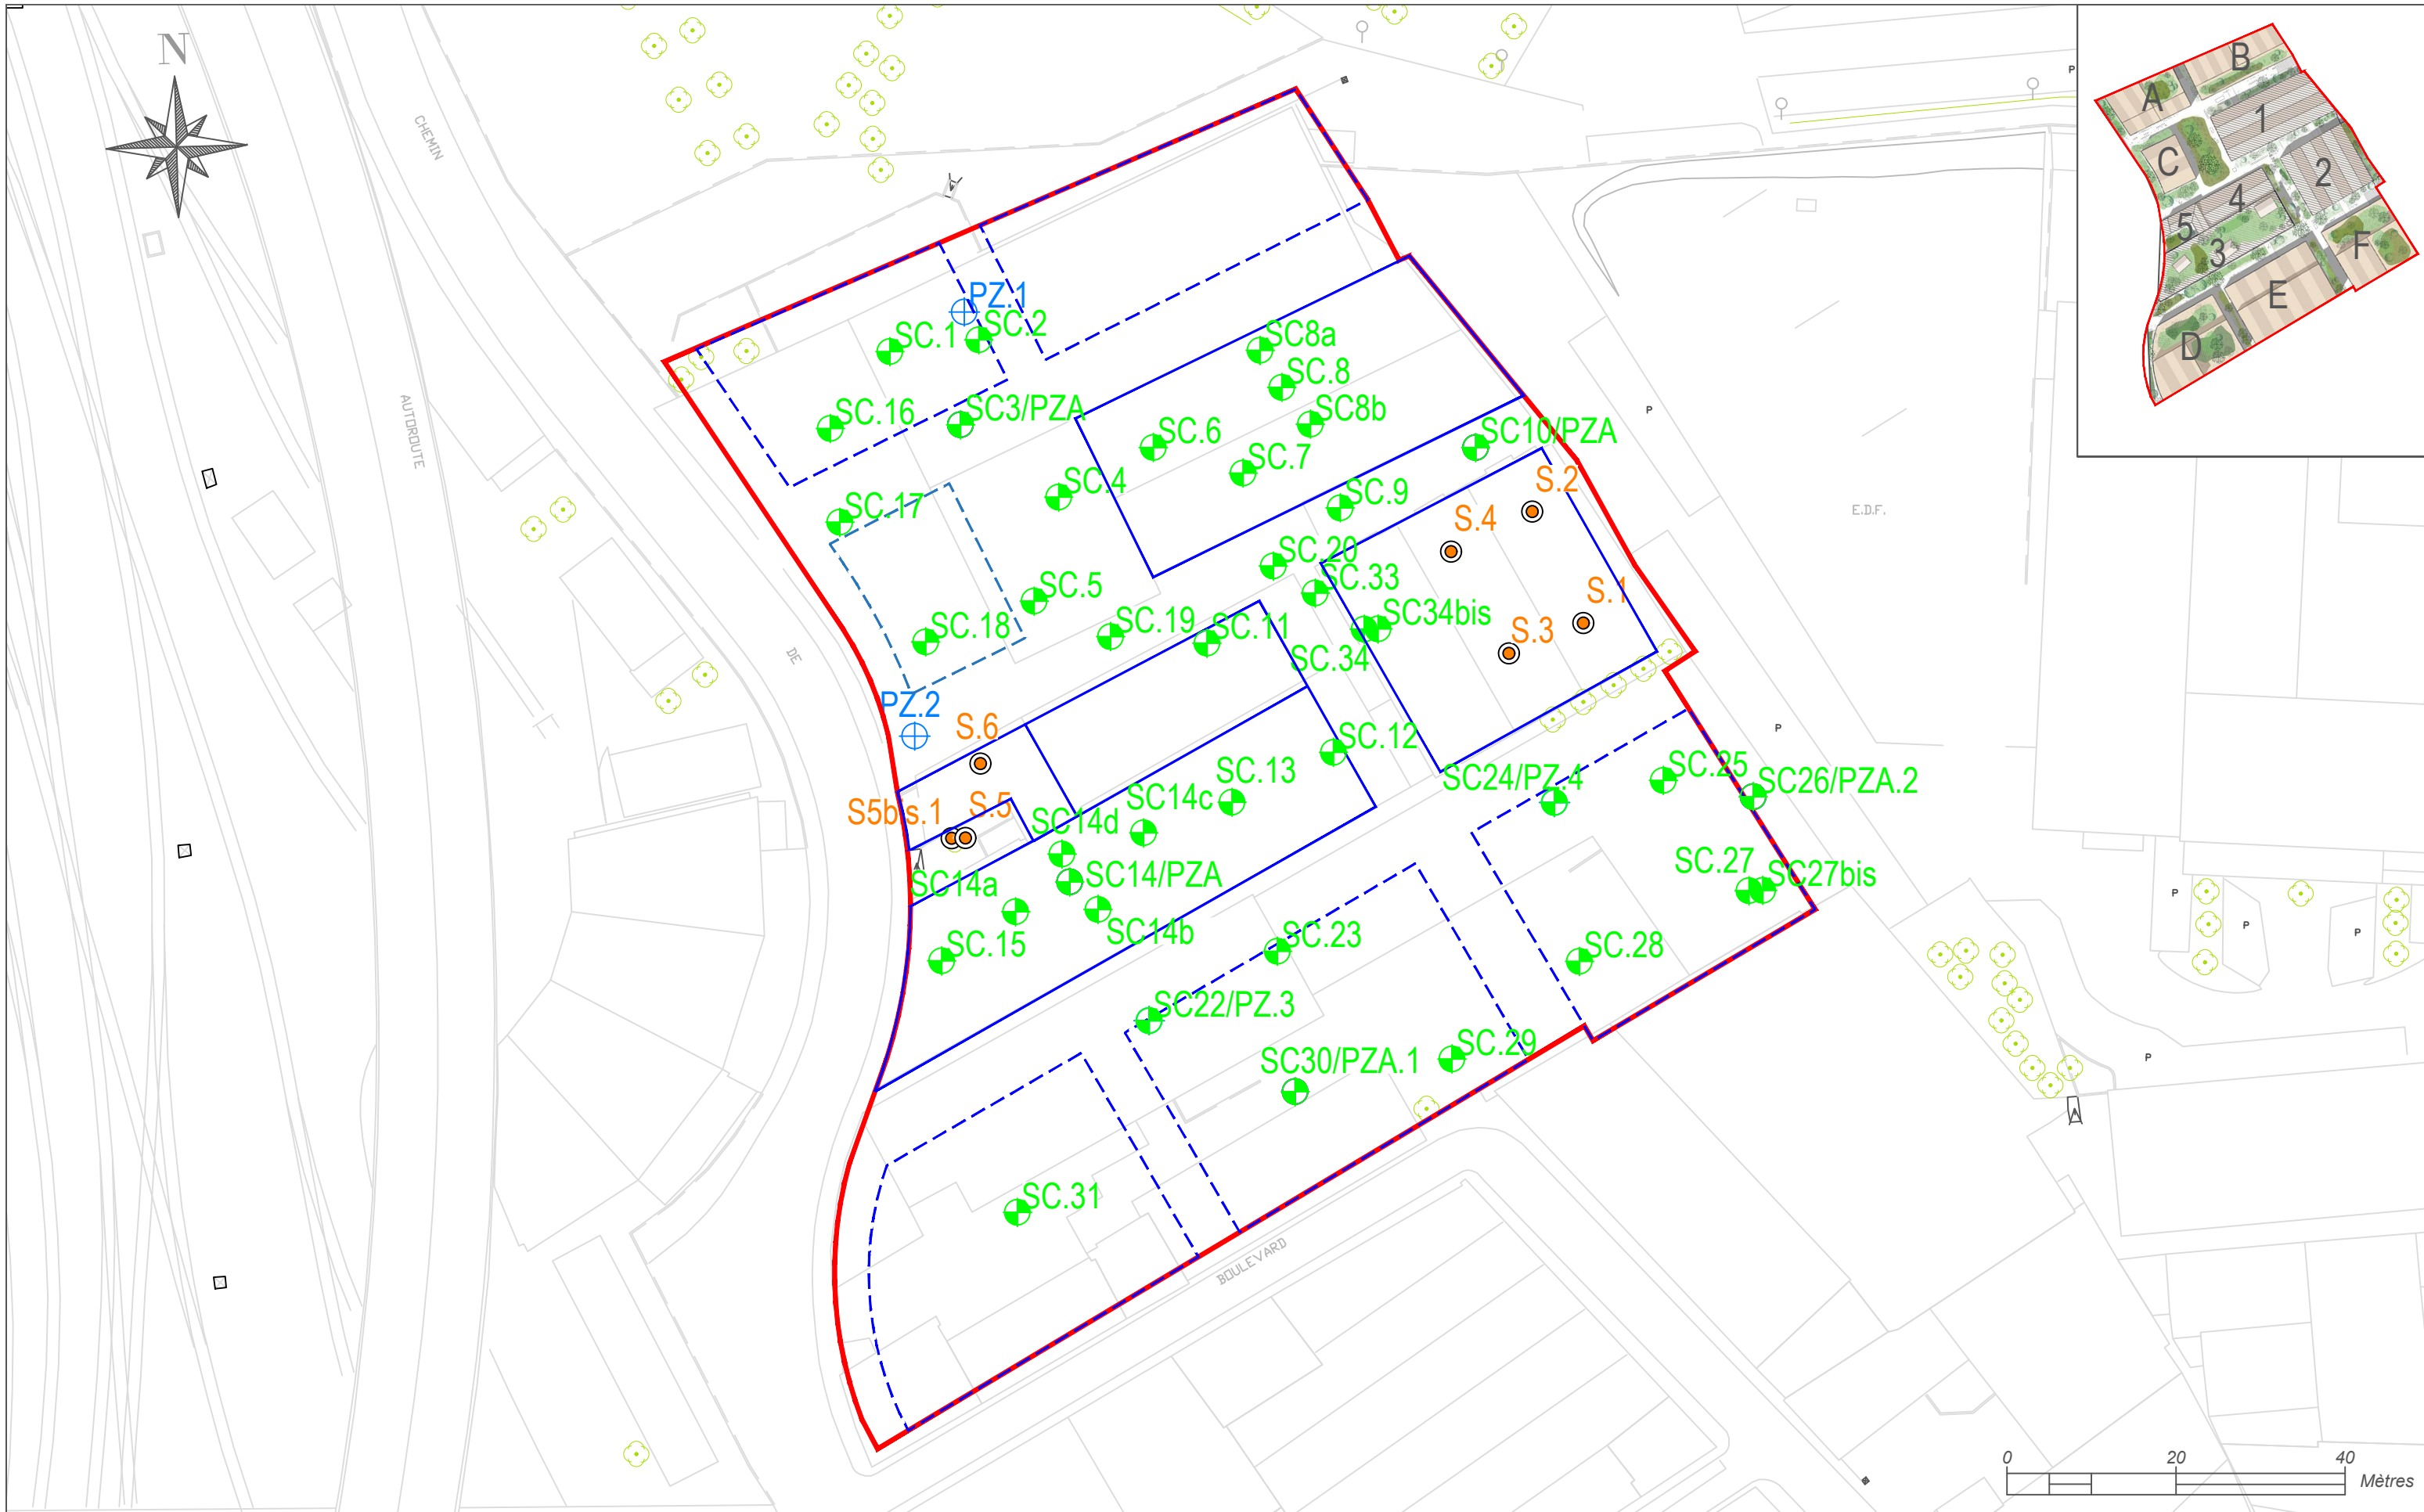 N
CHEMIN
B
A
1
C
2
4
5
3
F
E
D
P
PZ.1
SC.1
SC.2
SC8a
SC.8
AUTOROUTE
SC.16
SC3/PZA
SC8b
P
SC.6
SC10/PZA
SC.7
S.2
SC.4
SC.9
SC.17
S.4
E.D.F.
SC.20
SC.33
SC.5
S.1
SC34bis
SC.18
SC.19
SC.11
S.3
DE
SC.34
PZ.2
S.6
P
SC.12
SC.13
SC24/PZ.4
SC.25
SC26/PZA.2
S5bis.1
S.5
SC14c
SC14d
SC.27
SC27bis
SC14a
SC14/PZA
P
P
P
SC14b
SC.15
SC.23
SC.28
SC22/PZ.3
SC30/PZA.1
SC.29
P
SC.31
BOULEVARD
0 20 40
Mètres